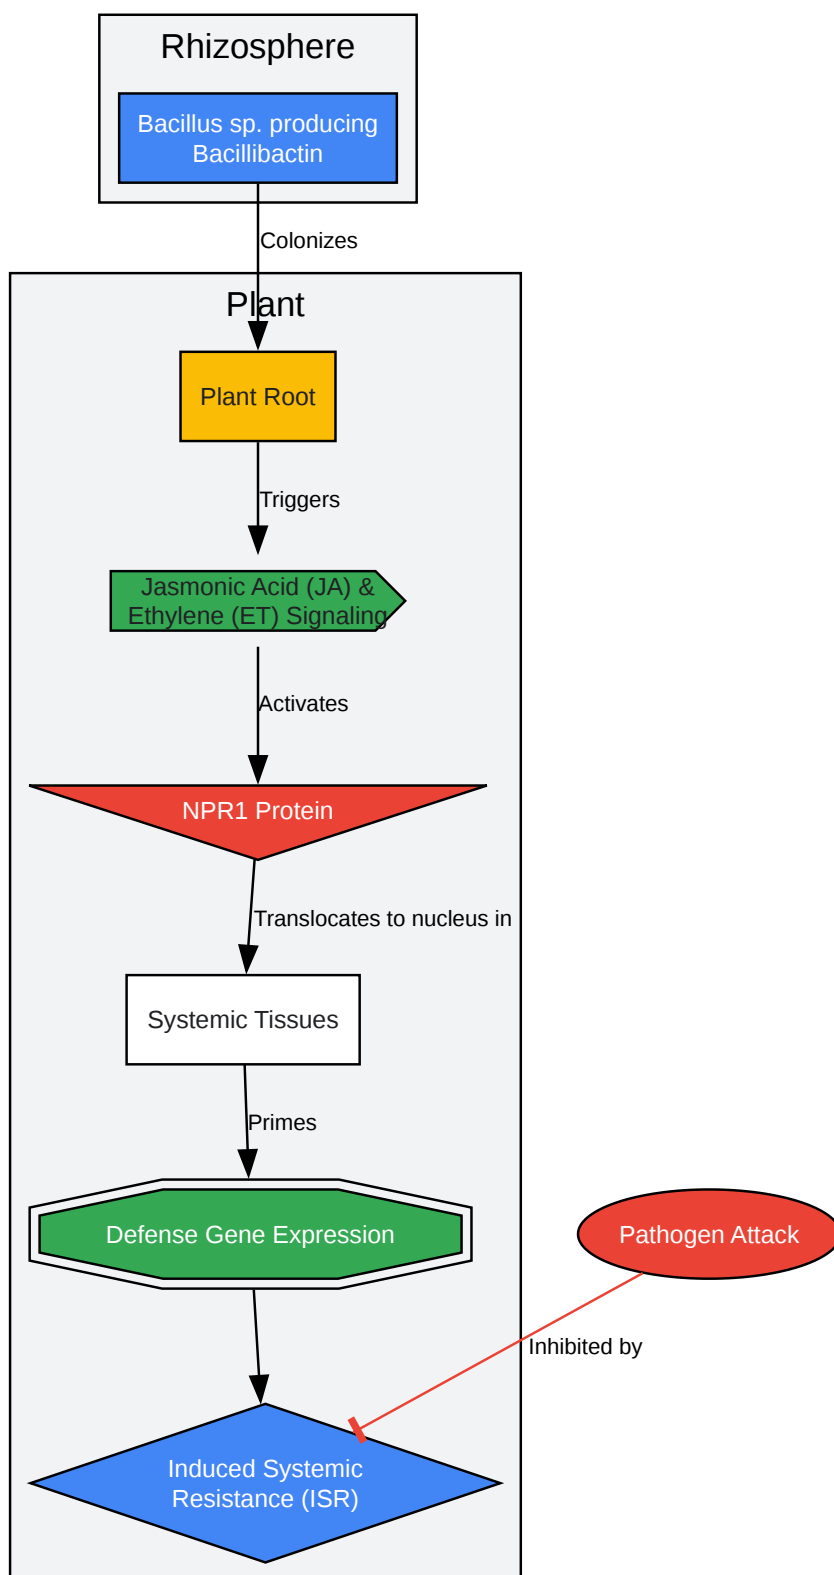 Rhizosphere
Bacillus sp. producing
Bacillibactin
Colonizes
Plant
Plant Root
Triggers
Jasmonic Acid (JA) &
Ethylene (ET) Signaling
Activates
NPR1 Protein
Translocates to nucleus in
Systemic Tissues
Primes
Defense Gene Expression
Pathogen Attack
Inhibited by
Induced Systemic
Resistance (ISR)